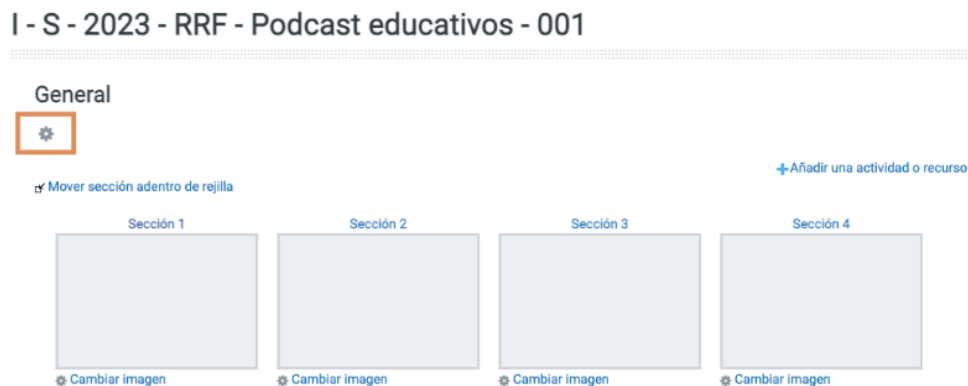 I - S - 2023 - RRF - Podcast educativos - 001
General
Añadir una actividad o recurso
Mover sección adentro de rejilla
Sección 1 Sección 2 Sección 3 Sección 4
Cambiar imagen Cambiar imagen Cambiar imagen Cambiar imagen